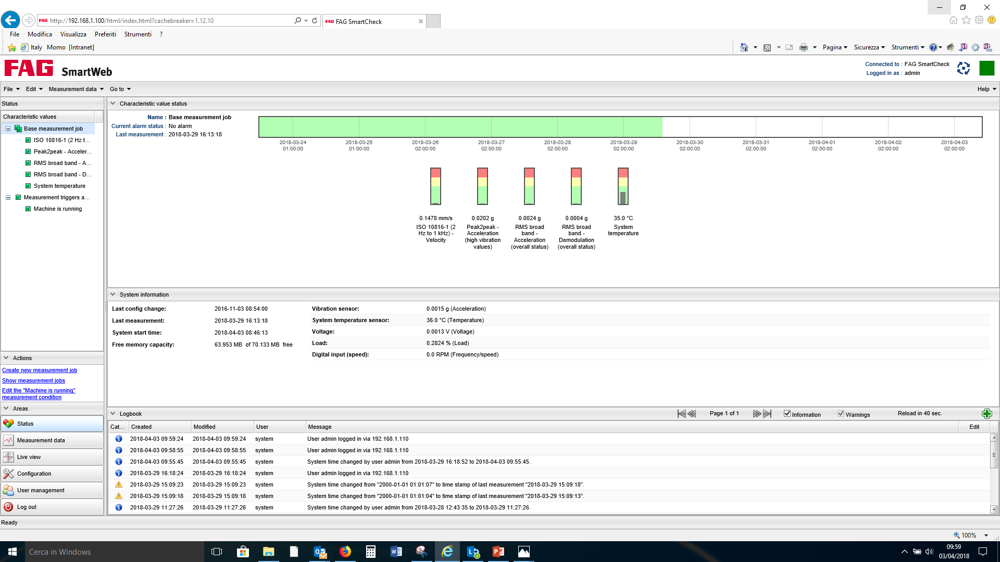 http://192.168.1.100/html/index.html?cachebreaker=1.12.10
FAG FAG SmartCheck
File Modifica Visualizza Preferiti Strumenti ?
Italy Momo [Intranet]
Pagina Sicurezza Strumenti
FAG SmartWeb
Connected to : FAG SmartCheck
Logged in as : admin
File Edit Measurement data Go to Help
Status
Characteristic values
Base measurement job
ISO 10816-1 (2 Hz t...
Peak2peak - Acceler...
RMS broad band - A...
RMS broad band - D...
System temperature
Measurement triggers a...
Machine is running
Actions
Create new measurement job
Show measurement jobs
Edit the "Machine is running"
measurement condition
Areas
Status
Measurement data
Live view
Configuration
User management
Log out
Characteristic value status
Name : Base measurement job
Current alarm status : No alarm
Last measurement : 2018-03-29 16:13:18
2018-03-24 2018-03-25 2018-03-26 2018-03-27 2018-03-28 2018-03-29 2018-03-30 2018-03-31 2018-04-01 2018-04-02 2018-04-03
01:00:00 01:00:00 02:00:00 02:00:00 02:00:00 02:00:00 02:00:00 02:00:00 02:00:00 02:00:00 02:00:00
0.1478 mm/s
ISO 10816-1 (2
Hz to 1 kHz) -
Velocity
0.0202 g
Peak2peak -
Acceleration
(high vibration
values)
0.0024 g
RMS broad
band -
Acceleration
(overall status)
0.0004 g
RMS broad
band -
Demodulation
(overall status)
35.0 °C
System
temperature
System information
Last config change: 2016-11-03 08:54:00
Last measurement: 2018-03-29 16:13:18
System start time: 2018-04-03 08:46:13
Free memory capacity: 63.953 MB of 70.133 MB free
Vibration sensor: 0.0015 g (Acceleration)
System temperature sensor: 36.0 °C (Temperature)
Voltage: 0.0013 V (Voltage)
Load: 0.2824 % (Load)
Digital input (speed): 0.0 RPM (Frequency/speed)
Logbook Page 1 of 1 Information Warnings Reload in 40 sec.
Cat... Created Modified User Message Edit
2018-04-03 09:59:24 2018-04-03 09:59:24 system User admin logged in via 192.168.1.110
2018-04-03 09:58:55 2018-04-03 09:58:55 system User admin logged in via 192.168.1.110
2018-04-03 09:55:45 2018-04-03 09:55:45 system System time changed by user admin from 2018-03-29 16:18:52 to 2018-04-03 09:55:45.
2018-03-29 16:18:24 2018-03-29 16:18:24 system User admin logged in via 192.168.1.110
2018-03-29 15:09:23 2018-03-29 15:09:23 system System time changed from "2000-01-01 01:01:07" to time stamp of last measurement "2018-03-29 15:09:18".
2018-03-29 15:09:18 2018-03-29 15:09:18 system System time changed from "2000-01-01 01:01:04" to time stamp of last measurement "2018-03-29 15:09:13".
2018-03-29 11:27:26 2018-03-29 11:27:26 system System time changed by user admin from 2018-03-28 12:43:35 to 2018-03-29 11:27:26.
Ready
100%
Cerca in Windows
09:59
03/04/2018